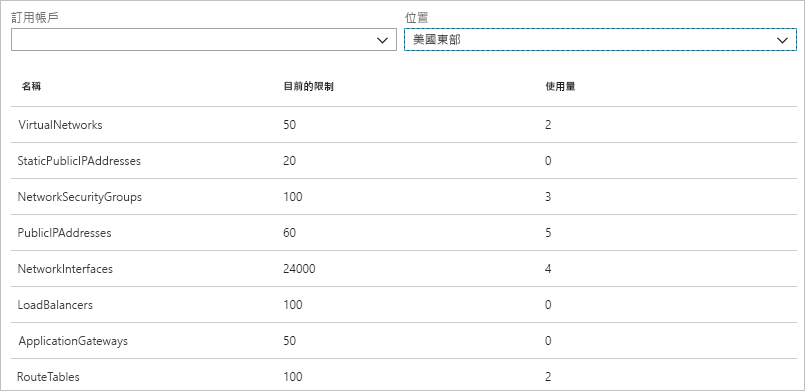 訂用帳戶 位置
美國東部
名稱 目前的限制 使用量
VirtualNetworks 50 2
StaticPublicIPAddresses 20 0
NetworkSecurityGroups 100 3
PublicIPAddresses 60 5
NetworkInterfaces 24000 4
LoadBalancers 100 0
ApplicationGateways 50 0
RouteTables 100 2